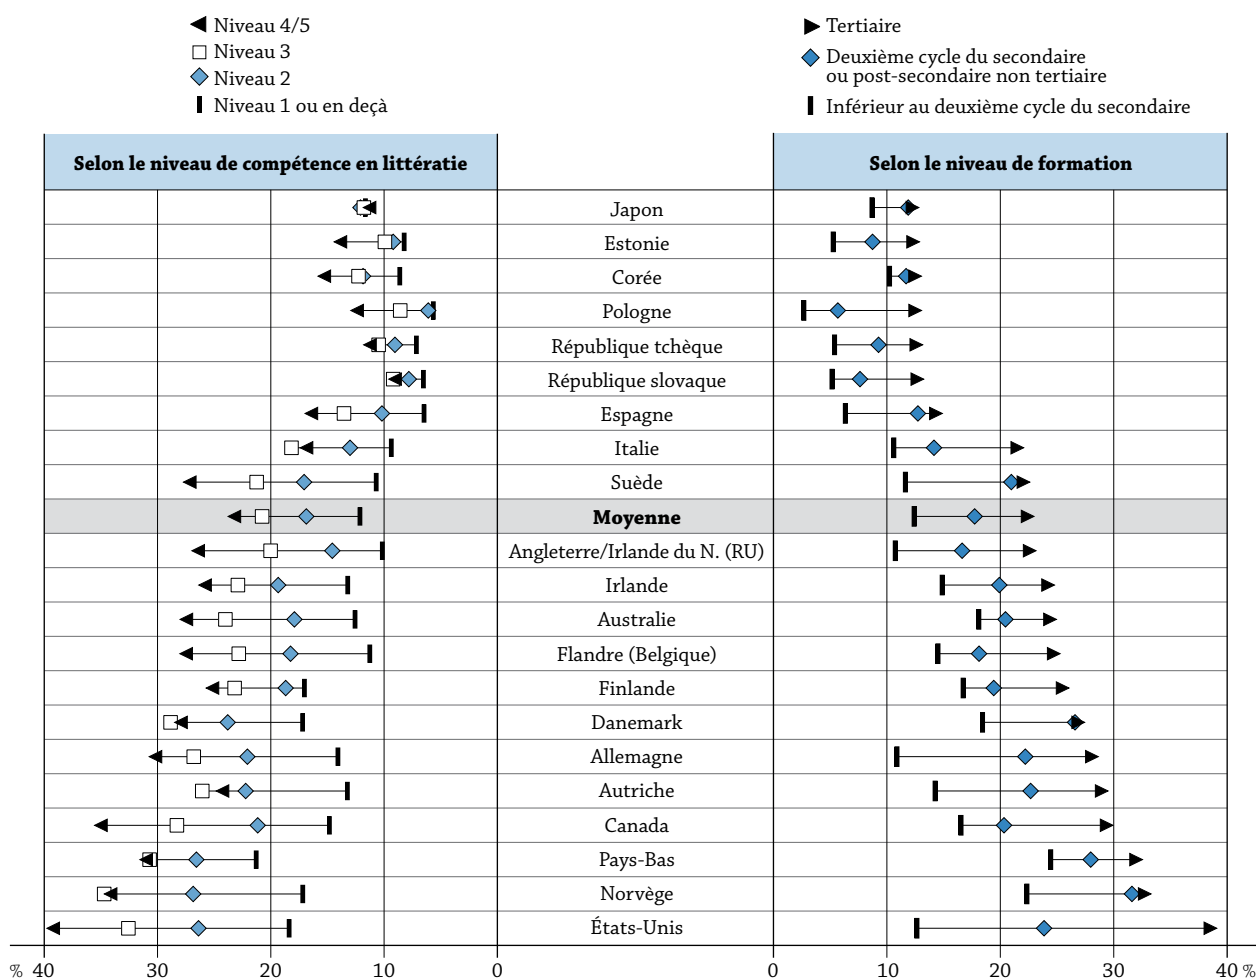 Niveau 4/5
Niveau 3
Niveau 2
Niveau 1 ou en deçà
Tertiaire
Deuxième cycle du secondaire
ou post-secondaire non tertiaire
Inférieur au deuxième cycle du secondaire
Selon le niveau de compétence en littératie
Selon le niveau de formation
Japon
Estonie
Corée
Pologne
République tchèque
République slovaque
Espagne
Italie
Suède
Moyenne
Angleterre/Irlande du N. (RU)
Irlande
Australie
Flandre (Belgique)
Finlande
Danemark
Allemagne
Autriche
Canada
Pays-Bas
Norvège
États-Unis
% 40 30 20 10 0
0 10 20 30 40 %